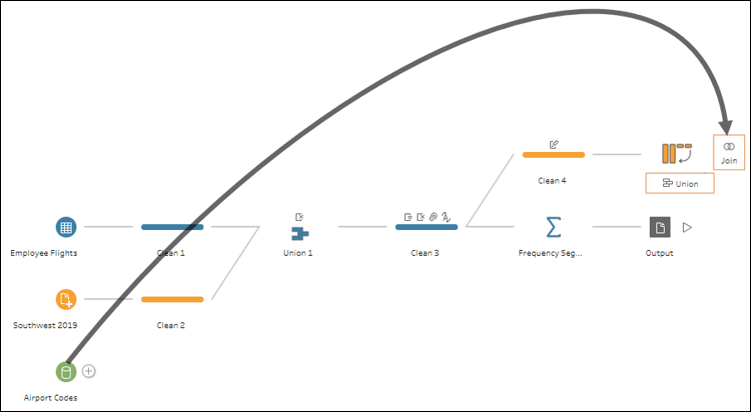 Join
Clean 4
Union
Employee Flights
Clean 1
Union 1
Clean 3
Frequency Seg...
Output
Southwest 2019
Clean 2
Airport Codes